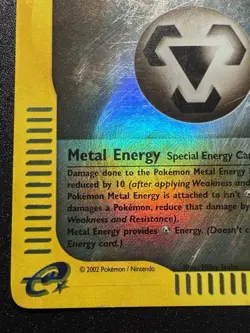 Metal Energy Special Energy Car
Damage done to the Pokémon Metal Energy
reduced by 10 (after applying Weakness and
Pokémon Metal Energy is attached to isn't
damages a Pokémon, reduce that damage by
Weakness and Resistance).
Metal Energy provides Energy. (Doesn't c
Energy card.)
e
© 2002 Pokémon / Nintendo